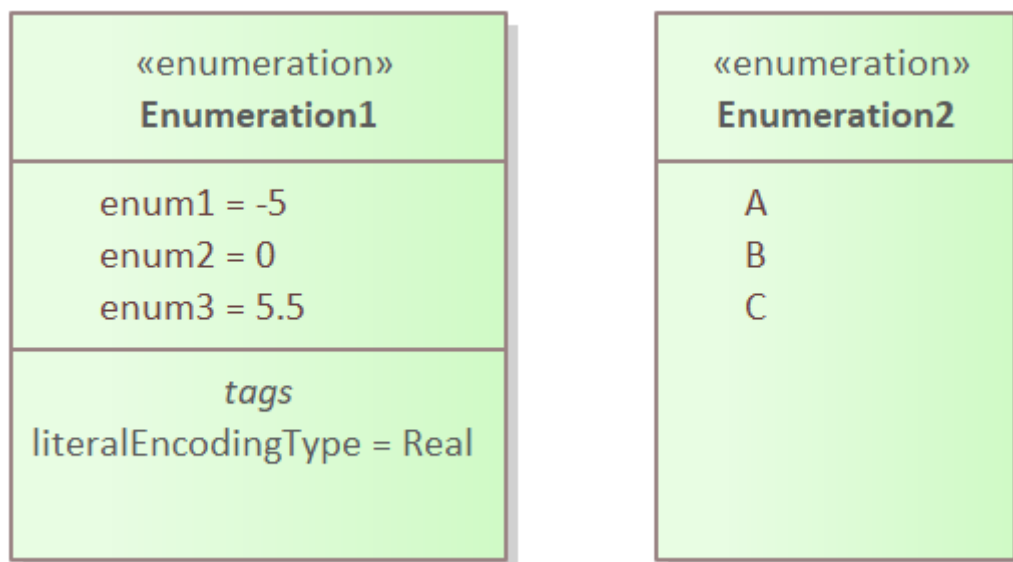 «enumeration»
Enumeration1
enum1 = -5
enum2 = 0
enum3 = 5.5
tags
literalEncodingType = Real
«enumeration»
Enumeration2
A
B
C